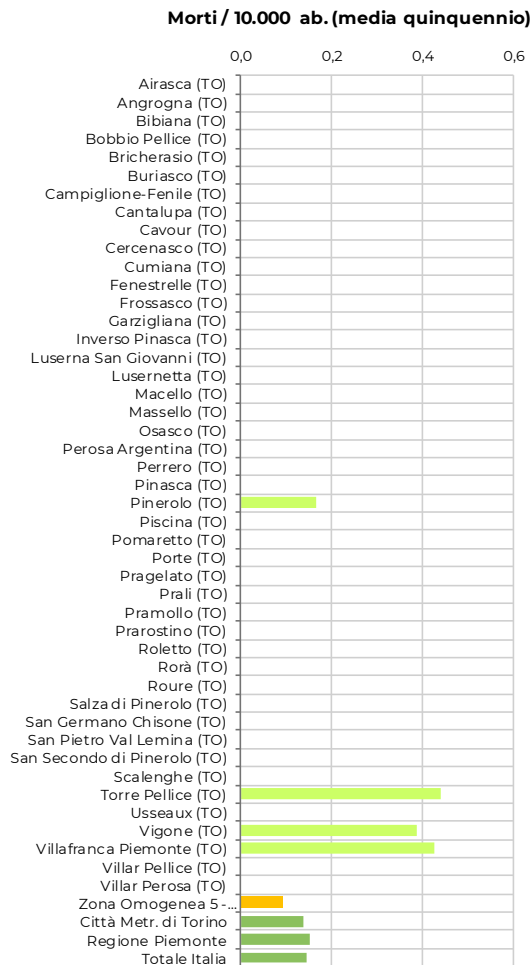 Morti / 10.000 ab. (media quinquennio)
0,0 0,2 0,4 0,6
Airasca (TO)
Angrogna (TO)
Bibiana (TO)
Bobbio Pellice (TO)
Bricherasio (TO)
Buriasco (TO)
Campiglione-Fenile (TO)
Cantalupa (TO)
Cavour (TO)
Cercenasco (TO)
Cumiana (TO)
Fenestrelle (TO)
Frossasco (TO)
Garzigliana (TO)
Inverso Pinasca (TO)
Luserna San Giovanni (TO)
Lusernetta (TO)
Macello (TO)
Massello (TO)
Osasco (TO)
Perosa Argentina (TO)
Perrero (TO)
Pinasca (TO)
Pinerolo (TO)
Piscina (TO)
Pomaretto (TO)
Porte (TO)
Pragelato (TO)
Prali (TO)
Pramollo (TO)
Prarostino (TO)
Roletto (TO)
Rorà (TO)
Roure (TO)
Salza di Pinerolo (TO)
San Germano Chisone (TO)
San Pietro Val Lemina (TO)
San Secondo di Pinerolo (TO)
Scalenghe (TO)
Torre Pellice (TO)
Usseaux (TO)
Vigone (TO)
Villafranca Piemonte (TO)
Villar Pellice (TO)
Villar Perosa (TO)
Zona Omogenea 5 -...
Città Metr. di Torino
Regione Piemonte
Totale Italia